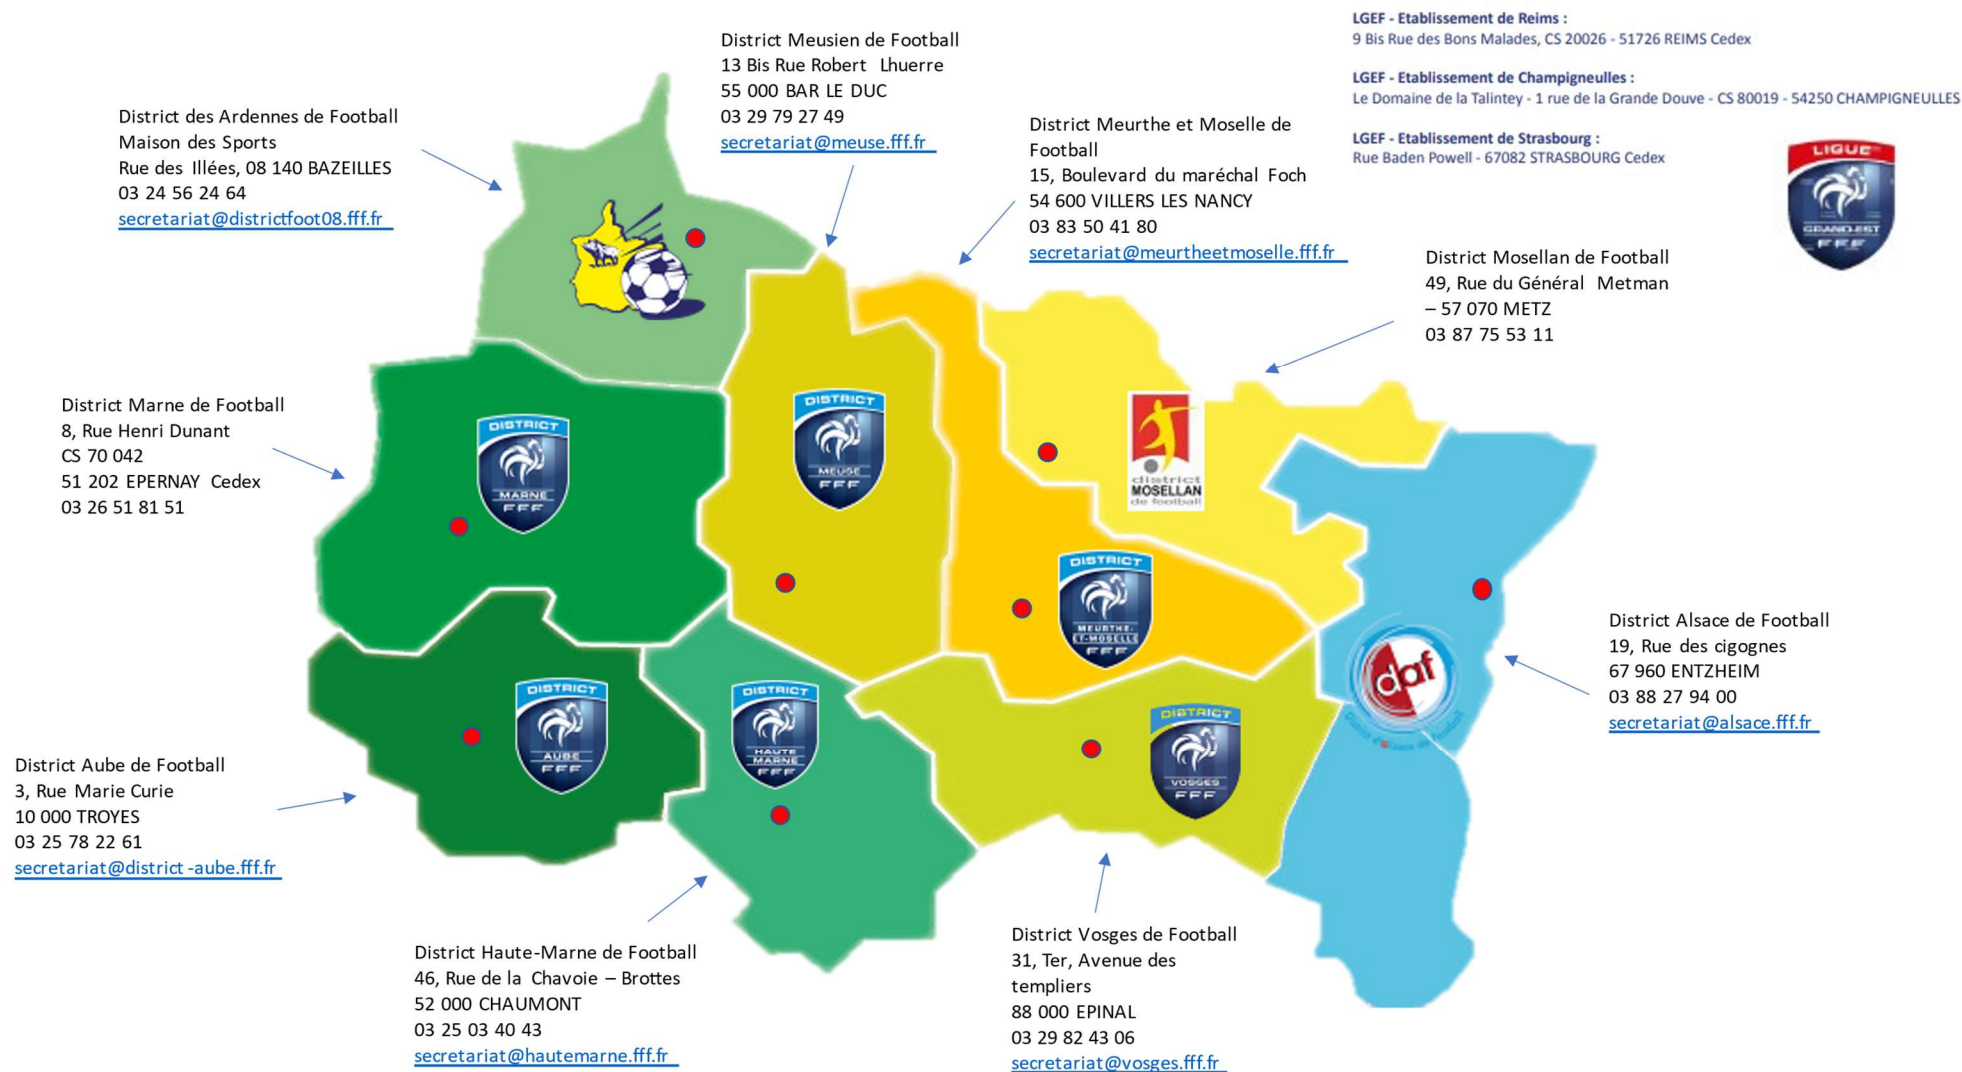 LGEF - Etablissement de Reims :
9 Bis Rue des Bons Malades, CS 20026 - 51726 REIMS Cedex
LGEF - Etablissement de Champigneulles :
Le Domaine de la Talintey - 1 rue de la Grande Douve - CS 80019 - 54250 CHAMPIGNEULLES
LGEF - Etablissement de Strasbourg :
Rue Baden Powell - 67082 STRASBOURG Cedex
LIGUE
GRAND EST
FFF
District Meusien de Football
13 Bis Rue Robert Lhuerre
55 000 BAR LE DUC
03 29 79 27 49
secretariat@meuse.fff.fr
District des Ardennes de Football
Maison des Sports
Rue des Illées, 08 140 BAZEILLES
03 24 56 24 64
secretariat@districtfoot08.fff.fr
District Meurthe et Moselle de
Football
15, Boulevard du maréchal Foch
54 600 VILLERS LES NANCY
03 83 50 41 80
secretariat@meurtheetmoselle.fff.fr
District Mosellan de Football
49, Rue du Général Metman
– 57 070 METZ
03 87 75 53 11
District Marne de Football
8, Rue Henri Dunant
CS 70 042
51 202 EPERNAY Cedex
03 26 51 81 51
DISTRICT
MARNE
FFF
DISTRICT
MEUSE
FFF
district
MOSELLAN
de football
DISTRICT
MEURTHE-
ET-MOSELLE
FFF
daf
District d'alsace de football
District Alsace de Football
19, Rue des cigognes
67 960 ENTZHEIM
03 88 27 94 00
secretariat@alsace.fff.fr
DISTRICT
AUBE
FFF
DISTRICT
HAUTE
MARNE
FFF
DISTRICT
VOSGES
FFF
District Aube de Football
3, Rue Marie Curie
10 000 TROYES
03 25 78 22 61
secretariat@district-aube.fff.fr
District Haute-Marne de Football
46, Rue de la Chavoie – Brottes
52 000 CHAUMONT
03 25 03 40 43
secretariat@hautemarne.fff.fr
District Vosges de Football
31, Ter, Avenue des
templiers
88 000 EPINAL
03 29 82 43 06
secretariat@vosges.fff.fr